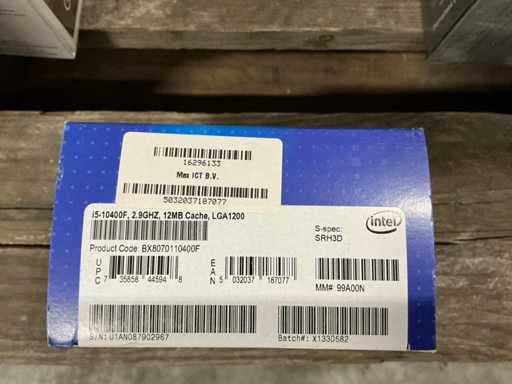 16296133
Max ICT B.V.
5032037187077
i5-10400F, 2.9GHZ, 12MB Cache, LGA1200
Product Code: BX8070110400F
S-spec:
SRH3D
intel
UPC 7 35858 44594 8
EAN 5 032037 187077
MM# 99A00N
S/N: U1AN087902967
Batch#: X133D582